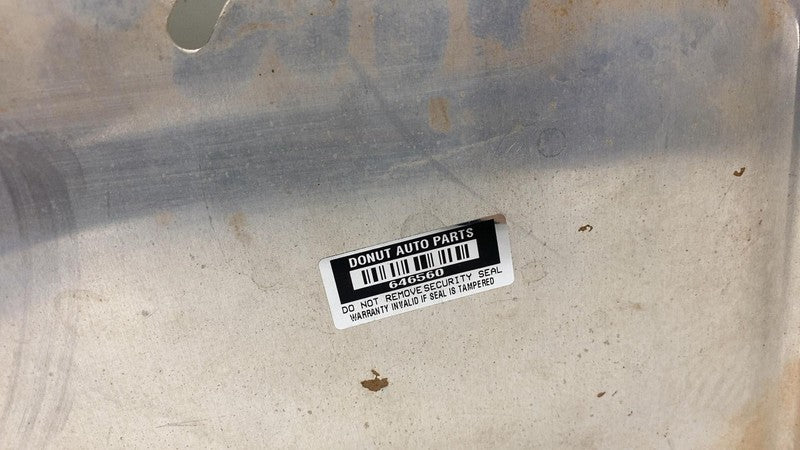 DONUT AUTO PARTS
646560
DO NOT REMOVE SECURITY SEAL
WARRANTY INVALID IF SEAL IS TAMPERED